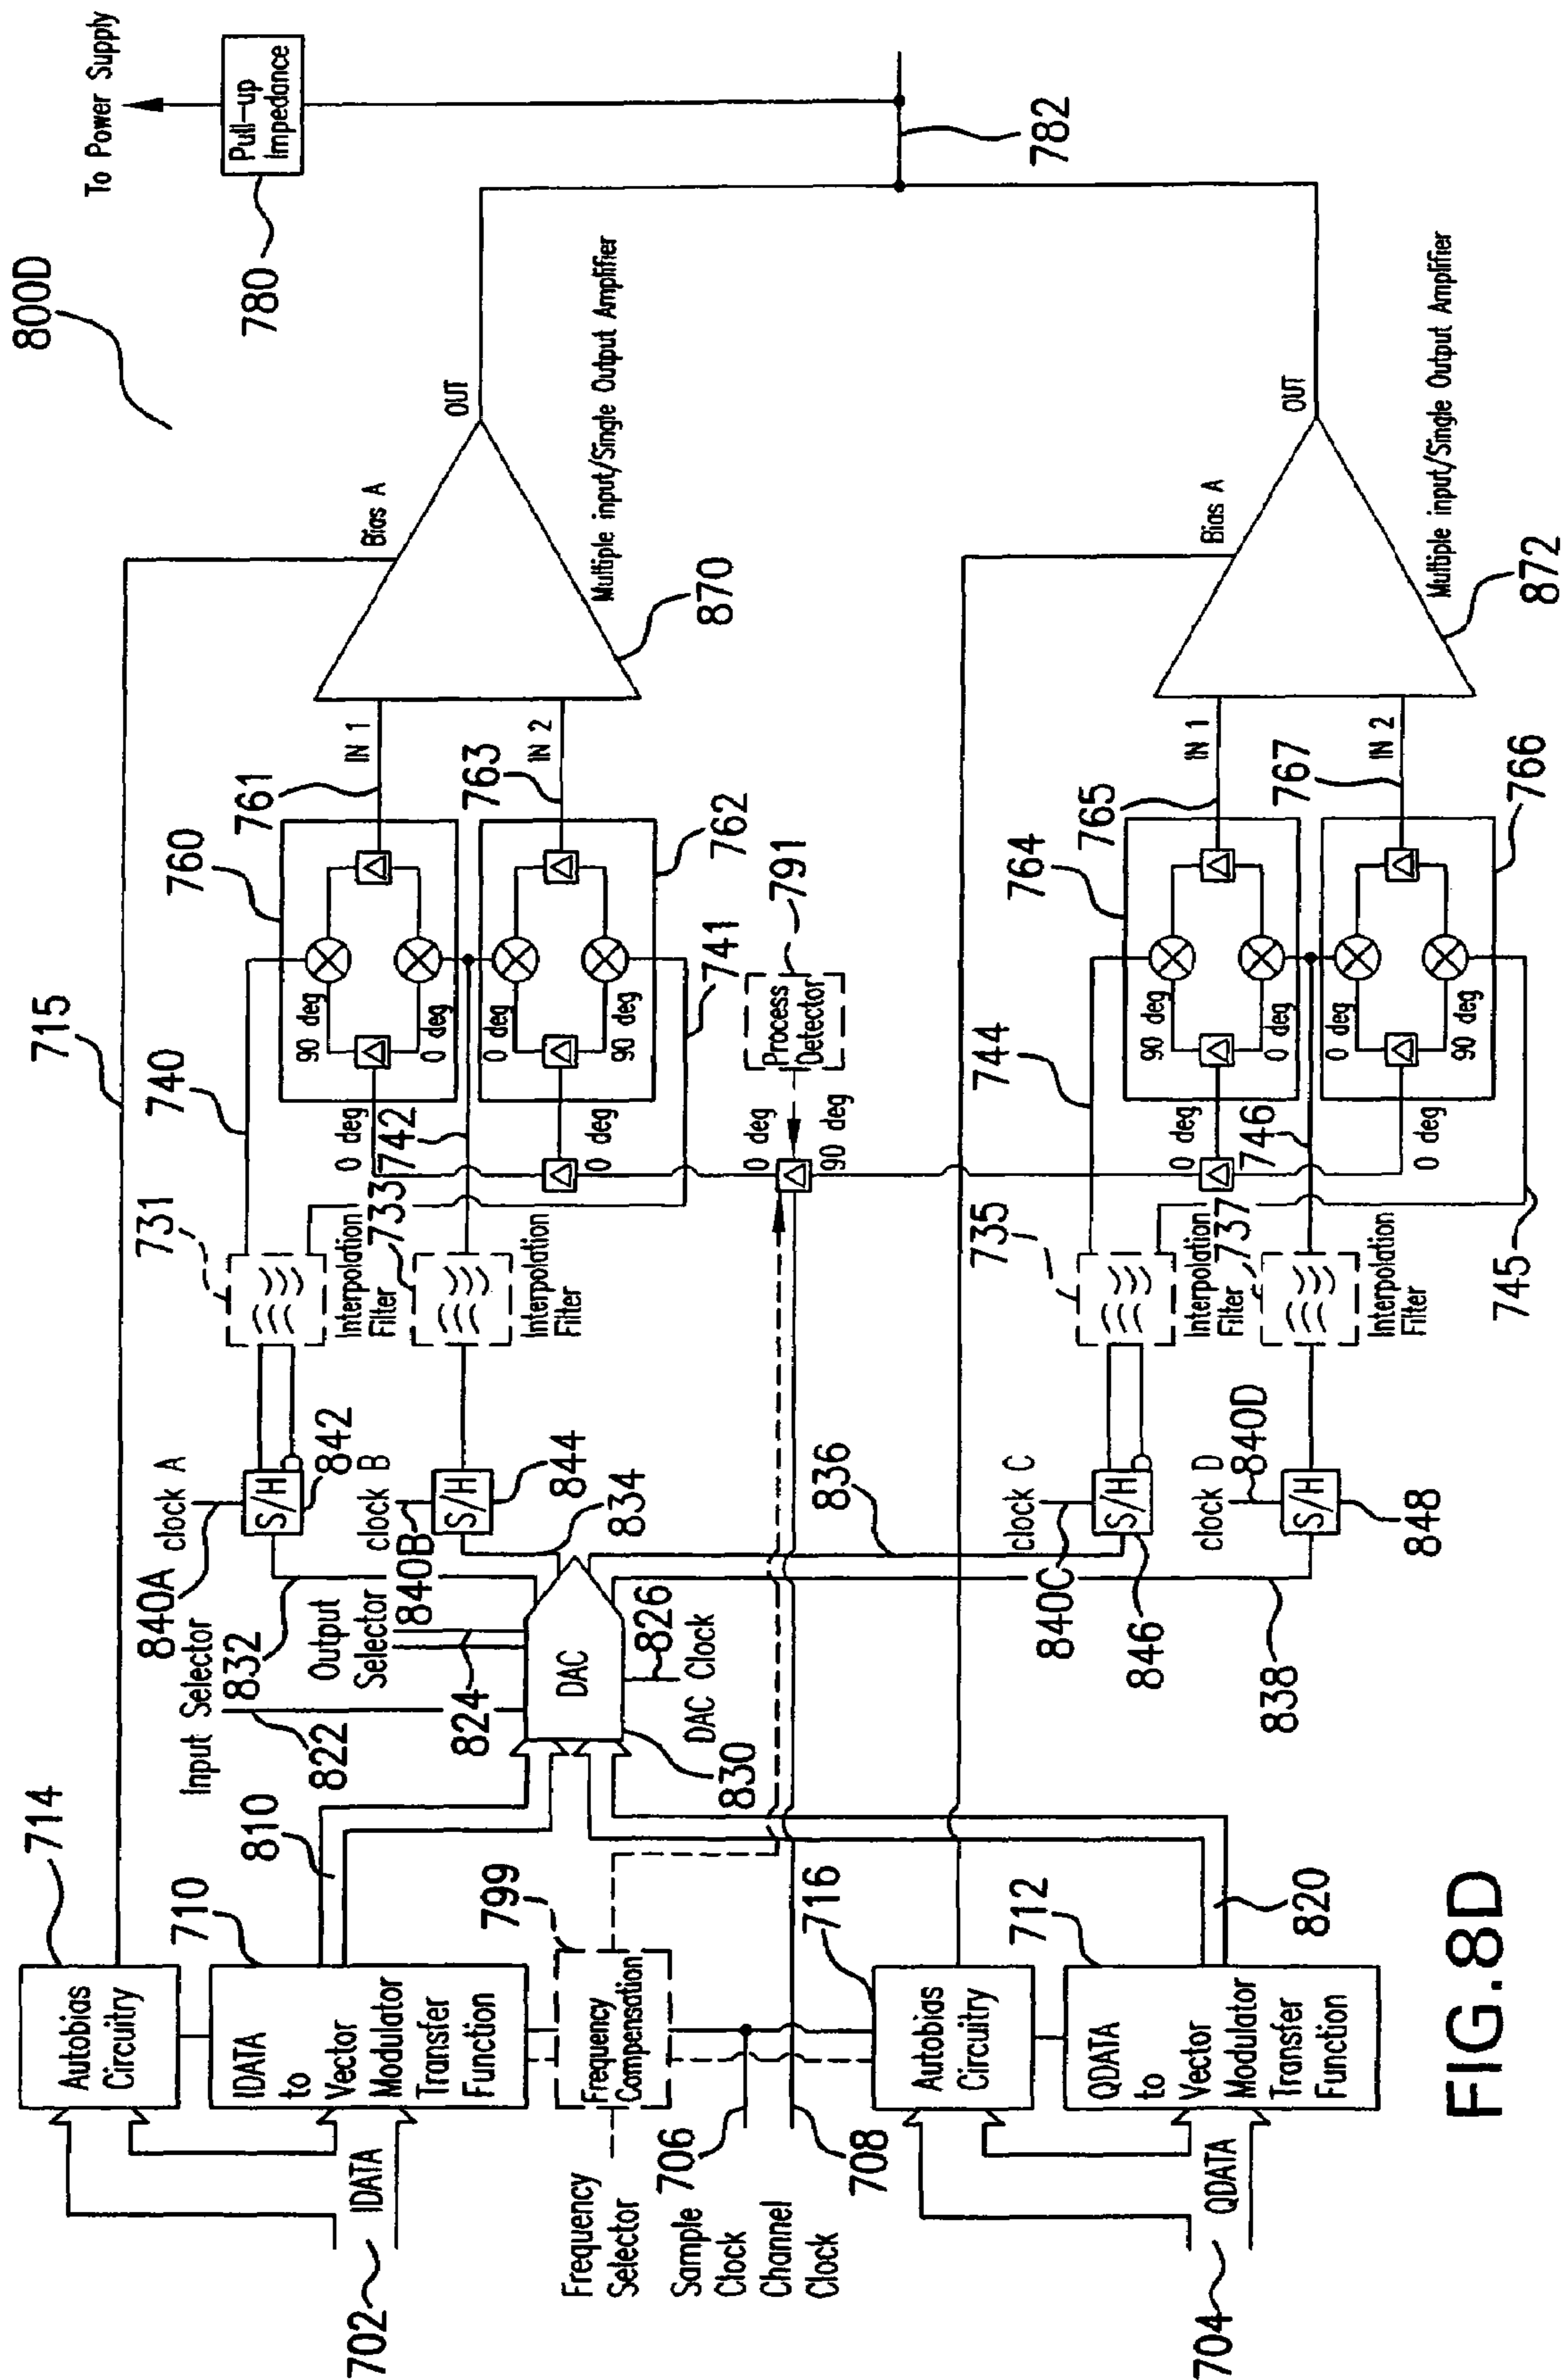 800D
To Power Supply
Pull-up
Impedance
780
782
715
714
Autobias
Circuitry
710
IDATA
to
Vector
Modulator
Transfer
Function
810
IDATA
702
Input Selector
822
832
Output
Selector
824
DAC
DAC Clock
826
830
840A
clock A
S/H
842
840B
clock B
S/H
844
834
731
Interpolation
Filter
733
Interpolation
Filter
740
742
0 deg
0 deg
741
760
90 deg
0 deg
761
IN 1
762
0 deg
90 deg
763
IN 2
Bias A
OUT
Multiple input/Single Output Amplifier
870
799
Frequency
Compensation
Frequency
Selector
706
Sample
Clock
Channel
Clock
708
791
Process
Detector
0 deg
90 deg
716
Autobias
Circuitry
712
QDATA
to
Vector
Modulator
Transfer
Function
820
QDATA
704
836
838
840C
clock C
S/H
846
clock D
840D
S/H
848
735
Interpolation
Filter
737
Interpolation
Filter
744
746
745
0 deg
0 deg
764
90 deg
0 deg
765
IN 1
766
0 deg
90 deg
767
IN 2
Bias A
OUT
Multiple input/Single Output Amplifier
872
FIG.8D